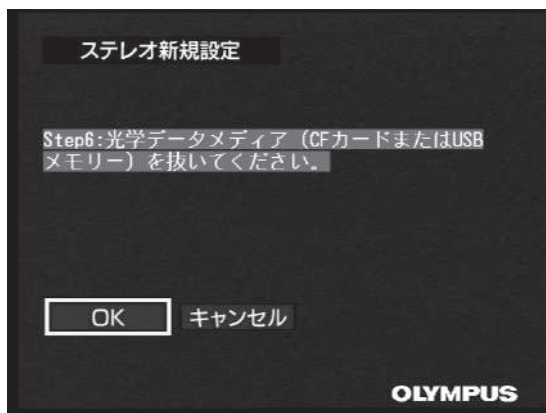 ステレオ新規設定
Step6:光学データメディア（CFカードまたはUSB
メモリー）を抜いてください。
OK キャンセル
OLYMPUS